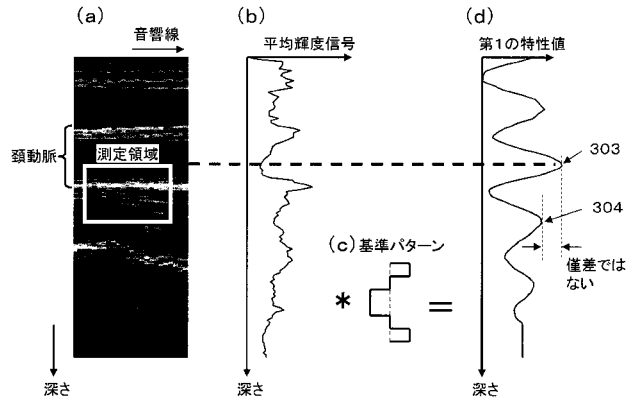 (a)
(b)
(d)
音響線
平均輝度信号
第1の特性値
頚動脈
測定領域
303
304
(c)基準パターン
僅差では
ない
*
=
深さ
深さ
深さ